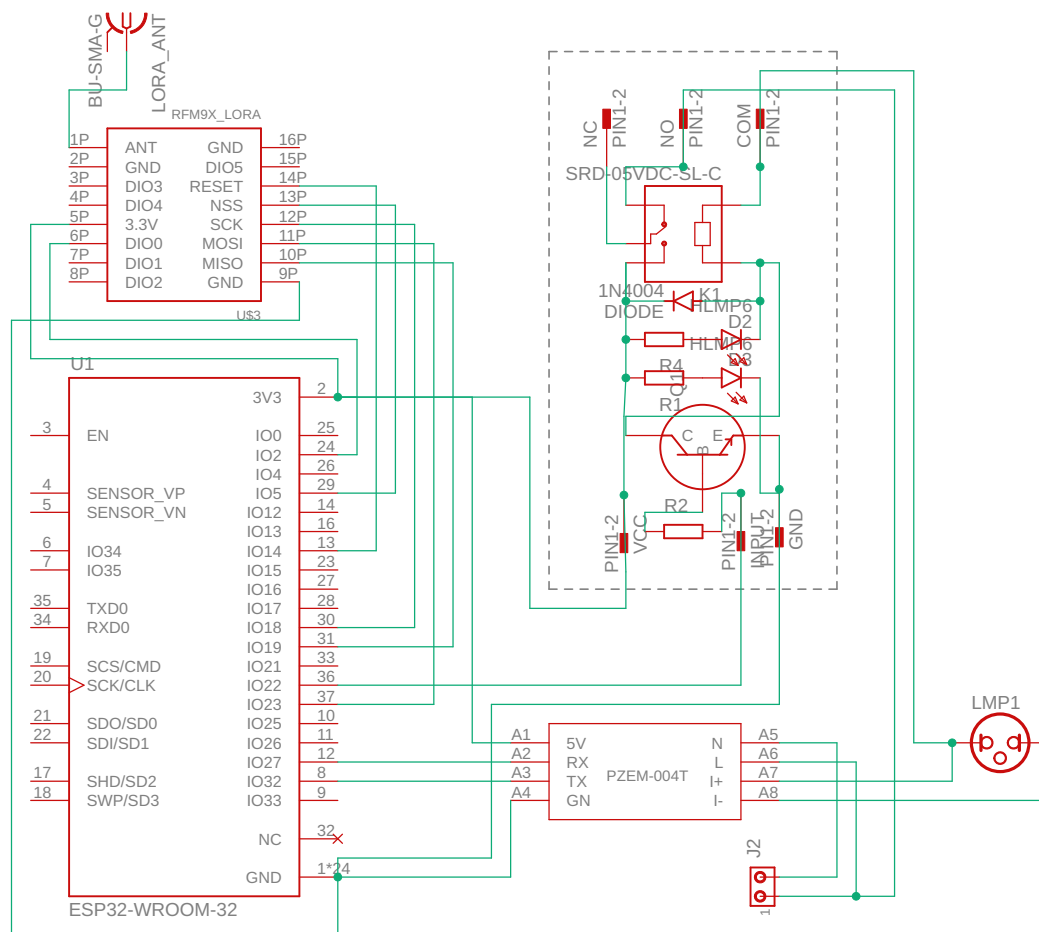 BU-SMA-G
LORA_ANT
RFM9X_LORA
1P ANT GND 16P
2P GND DIO5 15P
3P DIO3 RESET 14P
4P DIO4 NSS 13P
5P 3.3V SCK 12P
6P DIO0 MOSI 11P
7P DIO1 MISO 10P
8P DIO2 GND 9P
U$3
NC
PIN1-2
NO
PIN1-2
COM
PIN1-2
SRD-05VDC-SL-C
1N4004
DIODE
K1
HLMP6
D2
HLMP6
D3
R4
Q1
R1
C E
B
R2
PIN1-2
VCC
PIN1-2
INPUT
PIN1-2
GND
U1
3V3 2
3 EN IO0 25
IO2 24
IO4 26
4 SENSOR_VP IO5 29
5 SENSOR_VN IO12 14
IO13 16
6 IO34 IO14 13
7 IO35 IO15 23
IO16 27
35 TXD0 IO17 28
34 RXD0 IO18 30
IO19 31
19 SCS/CMD IO21 33
20 SCK/CLK IO22 36
IO23 37
21 SDO/SD0 IO25 10
22 SDI/SD1 IO26 11
IO27 12
17 SHD/SD2 IO32 8
18 SWP/SD3 IO33 9
NC 32
GND 1*24
ESP32-WROOM-32
A1 5V N A5
A2 RX L A6
A3 TX I+ A7
A4 GN I- A8
PZEM-004T
LMP1
J2
1